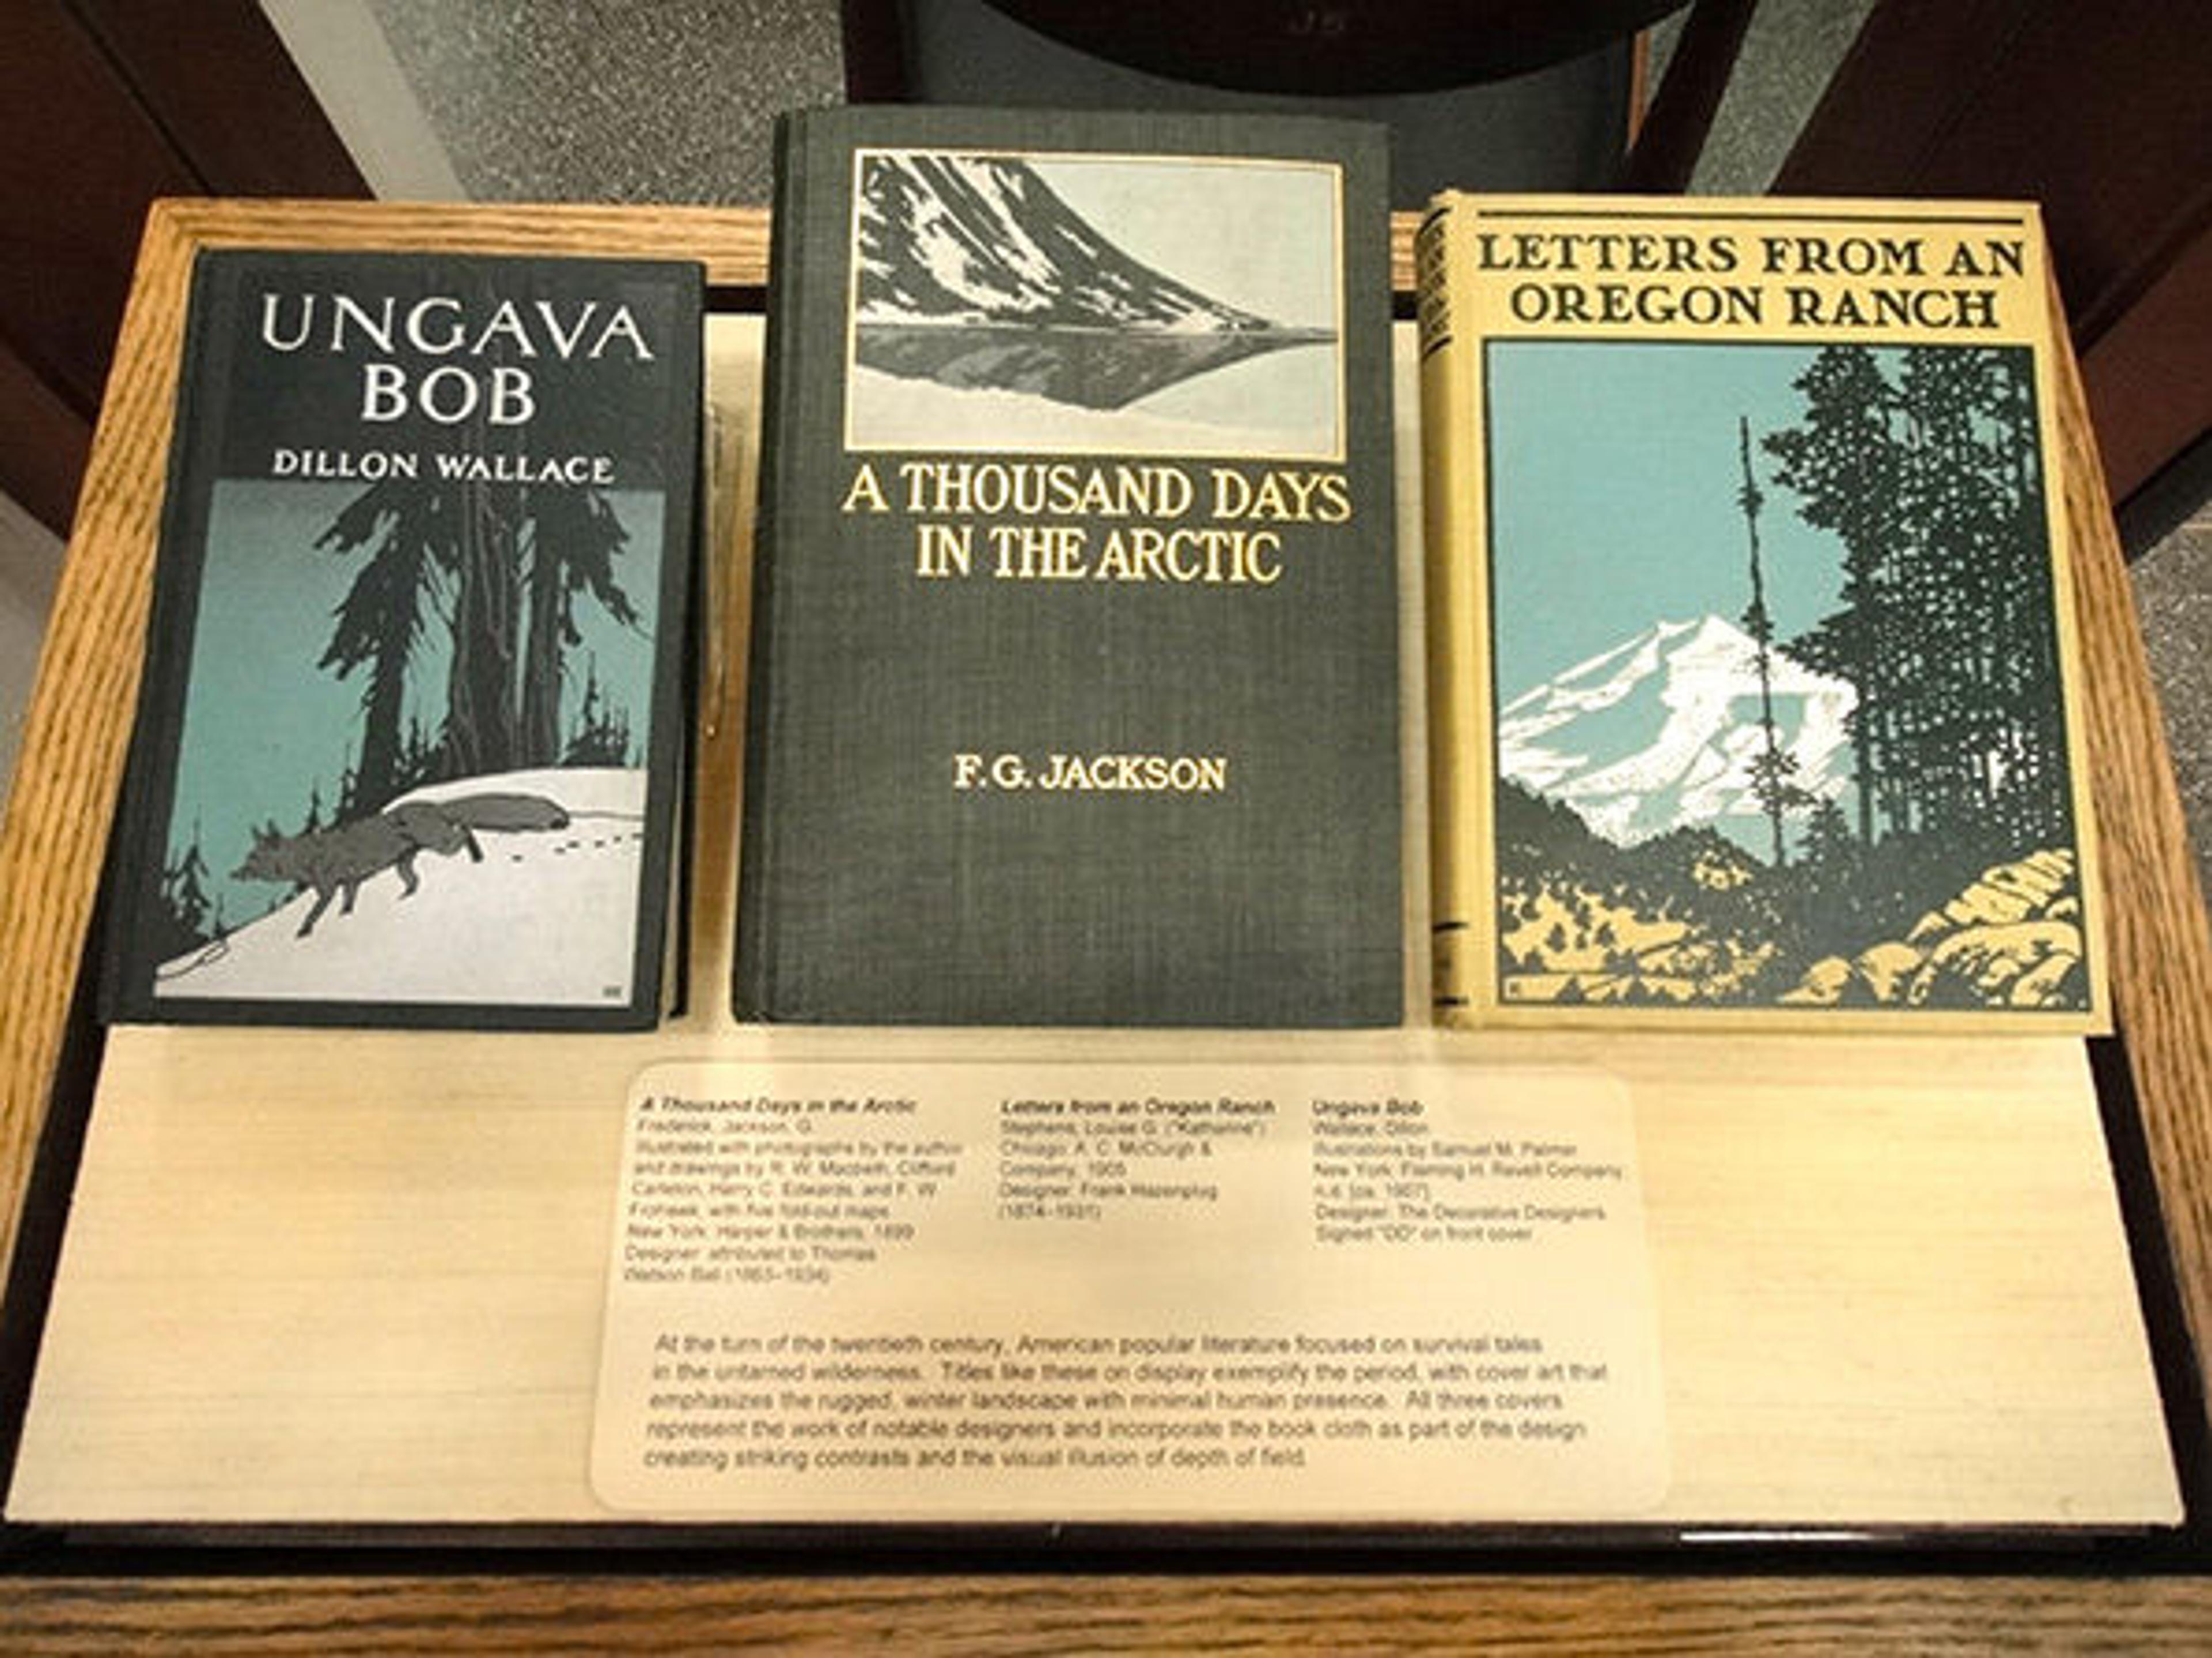 UNGAVA
BOB
DILLON WALLACE
A THOUSAND DAYS
IN THE ARCTIC
F. G. JACKSON
LETTERS FROM AN
OREGON RANCH
A Thousand Days in the Arctic
Frederick, Jackson, G.
Illustrated with photographs by the author
and drawings by R. W. Macbeth, Clifford
Carleton, Harry C. Edwards, and F. W.
Frohawk, with five fold-out maps
New York: Harper & Brothers, 1899
Designer: attributed to Thomas
Watson Ball (1863-1934)
Letters from an Oregon Ranch
Stephens, Louise G. ("Katharine")
Chicago: A. C. McClurg &
Company, 1905
Designer: Frank Hazenplug
(1874-1931)
Ungava Bob
Wallace, Dillon
Illustrations by Samuel M. Palmer
New York: Fleming H. Revell Company,
n.d. [ca. 1907]
Designer: The Decorative Designers
Signed "DD" on front cover
At the turn of the twentieth century, American popular literature focused on survival tales
in the untamed wilderness. Titles like these on display exemplify the period, with cover art that
emphasizes the rugged, winter landscape with minimal human presence. All three covers
represent the work of notable designers and incorporate the book cloth as part of the design
creating striking contrasts and the visual illusion of depth of field.